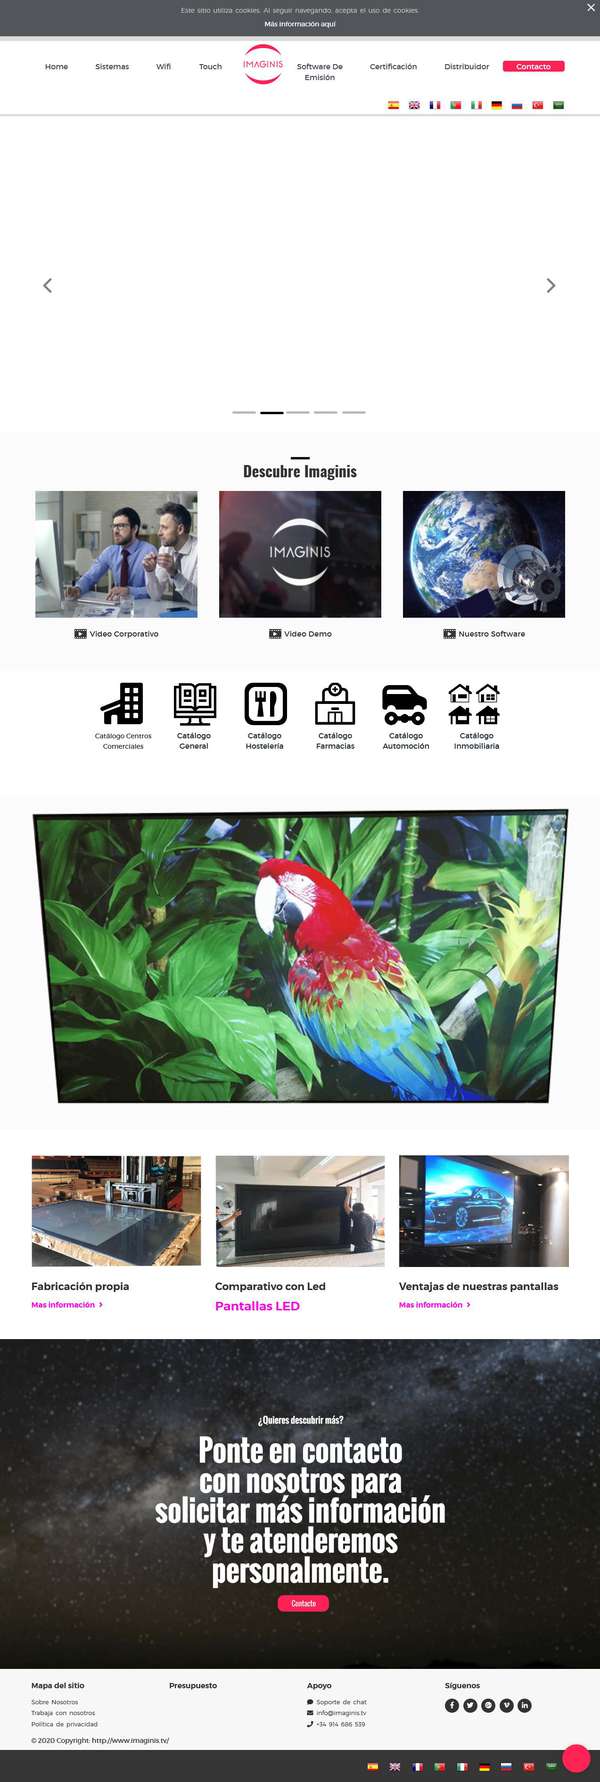 Este sitio utiliza cookies. Al seguir navegando, acepta el uso de cookies.
Más información aquí
Home
Sistemas
Wifi
Touch
IMAGINIS
Software De
Emisión
Certificación
Distribuidor
Contacto
Descubre Imaginis
IMAGINIS
Video Corporativo
Video Demo
Nuestro Software
Catálogo Centros
Comerciales
Catálogo
General
Catálogo
Hostelería
Catálogo
Farmacias
Catálogo
Automoción
Catálogo
Inmobiliaria
Fabricación propia
Mas información
Comparativo con Led
Pantallas LED
Ventajas de nuestras pantallas
Mas información
¿Quieres descubrir más?
Ponte en contacto
con nosotros para
solicitar más información
y te atenderemos
personalmente.
Contacto
Mapa del sitio
Sobre Nosotros
Trabaja con nosotros
Política de privacidad
Presupuesto
Apoyo
Soporte de chat
info@imaginis.tv
+34 914 686 539
Síguenos
© 2020 Copyright: http://www.imaginis.tv/